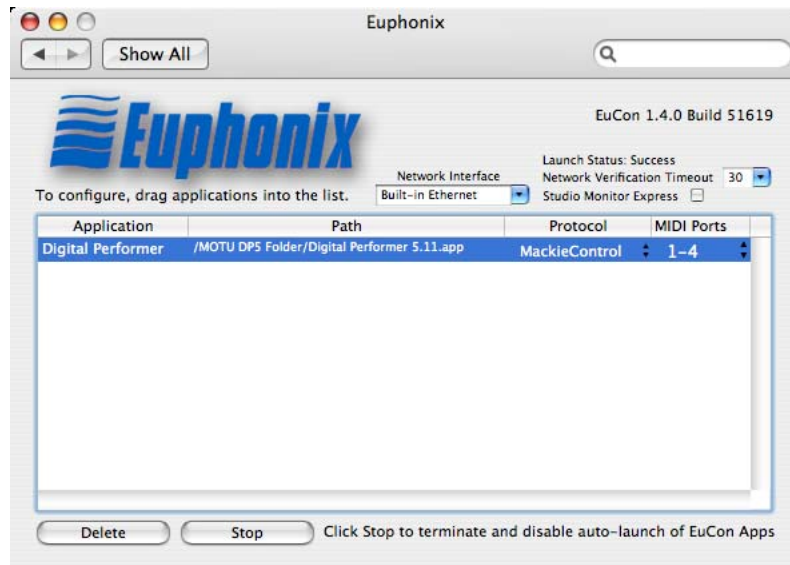 Euphonix
Show All
Euphonix
EuCon 1.4.0 Build 51619
Launch Status: Success
Network Interface
Network Verification Timeout 30
To configure, drag applications into the list.
Built-in Ethernet
Studio Monitor Express
Application Path Protocol MIDI Ports
Digital Performer /MOTU DP5 Folder/Digital Performer 5.11.app MackieControl 1-4
Delete Stop Click Stop to terminate and disable auto-launch of EuCon Apps